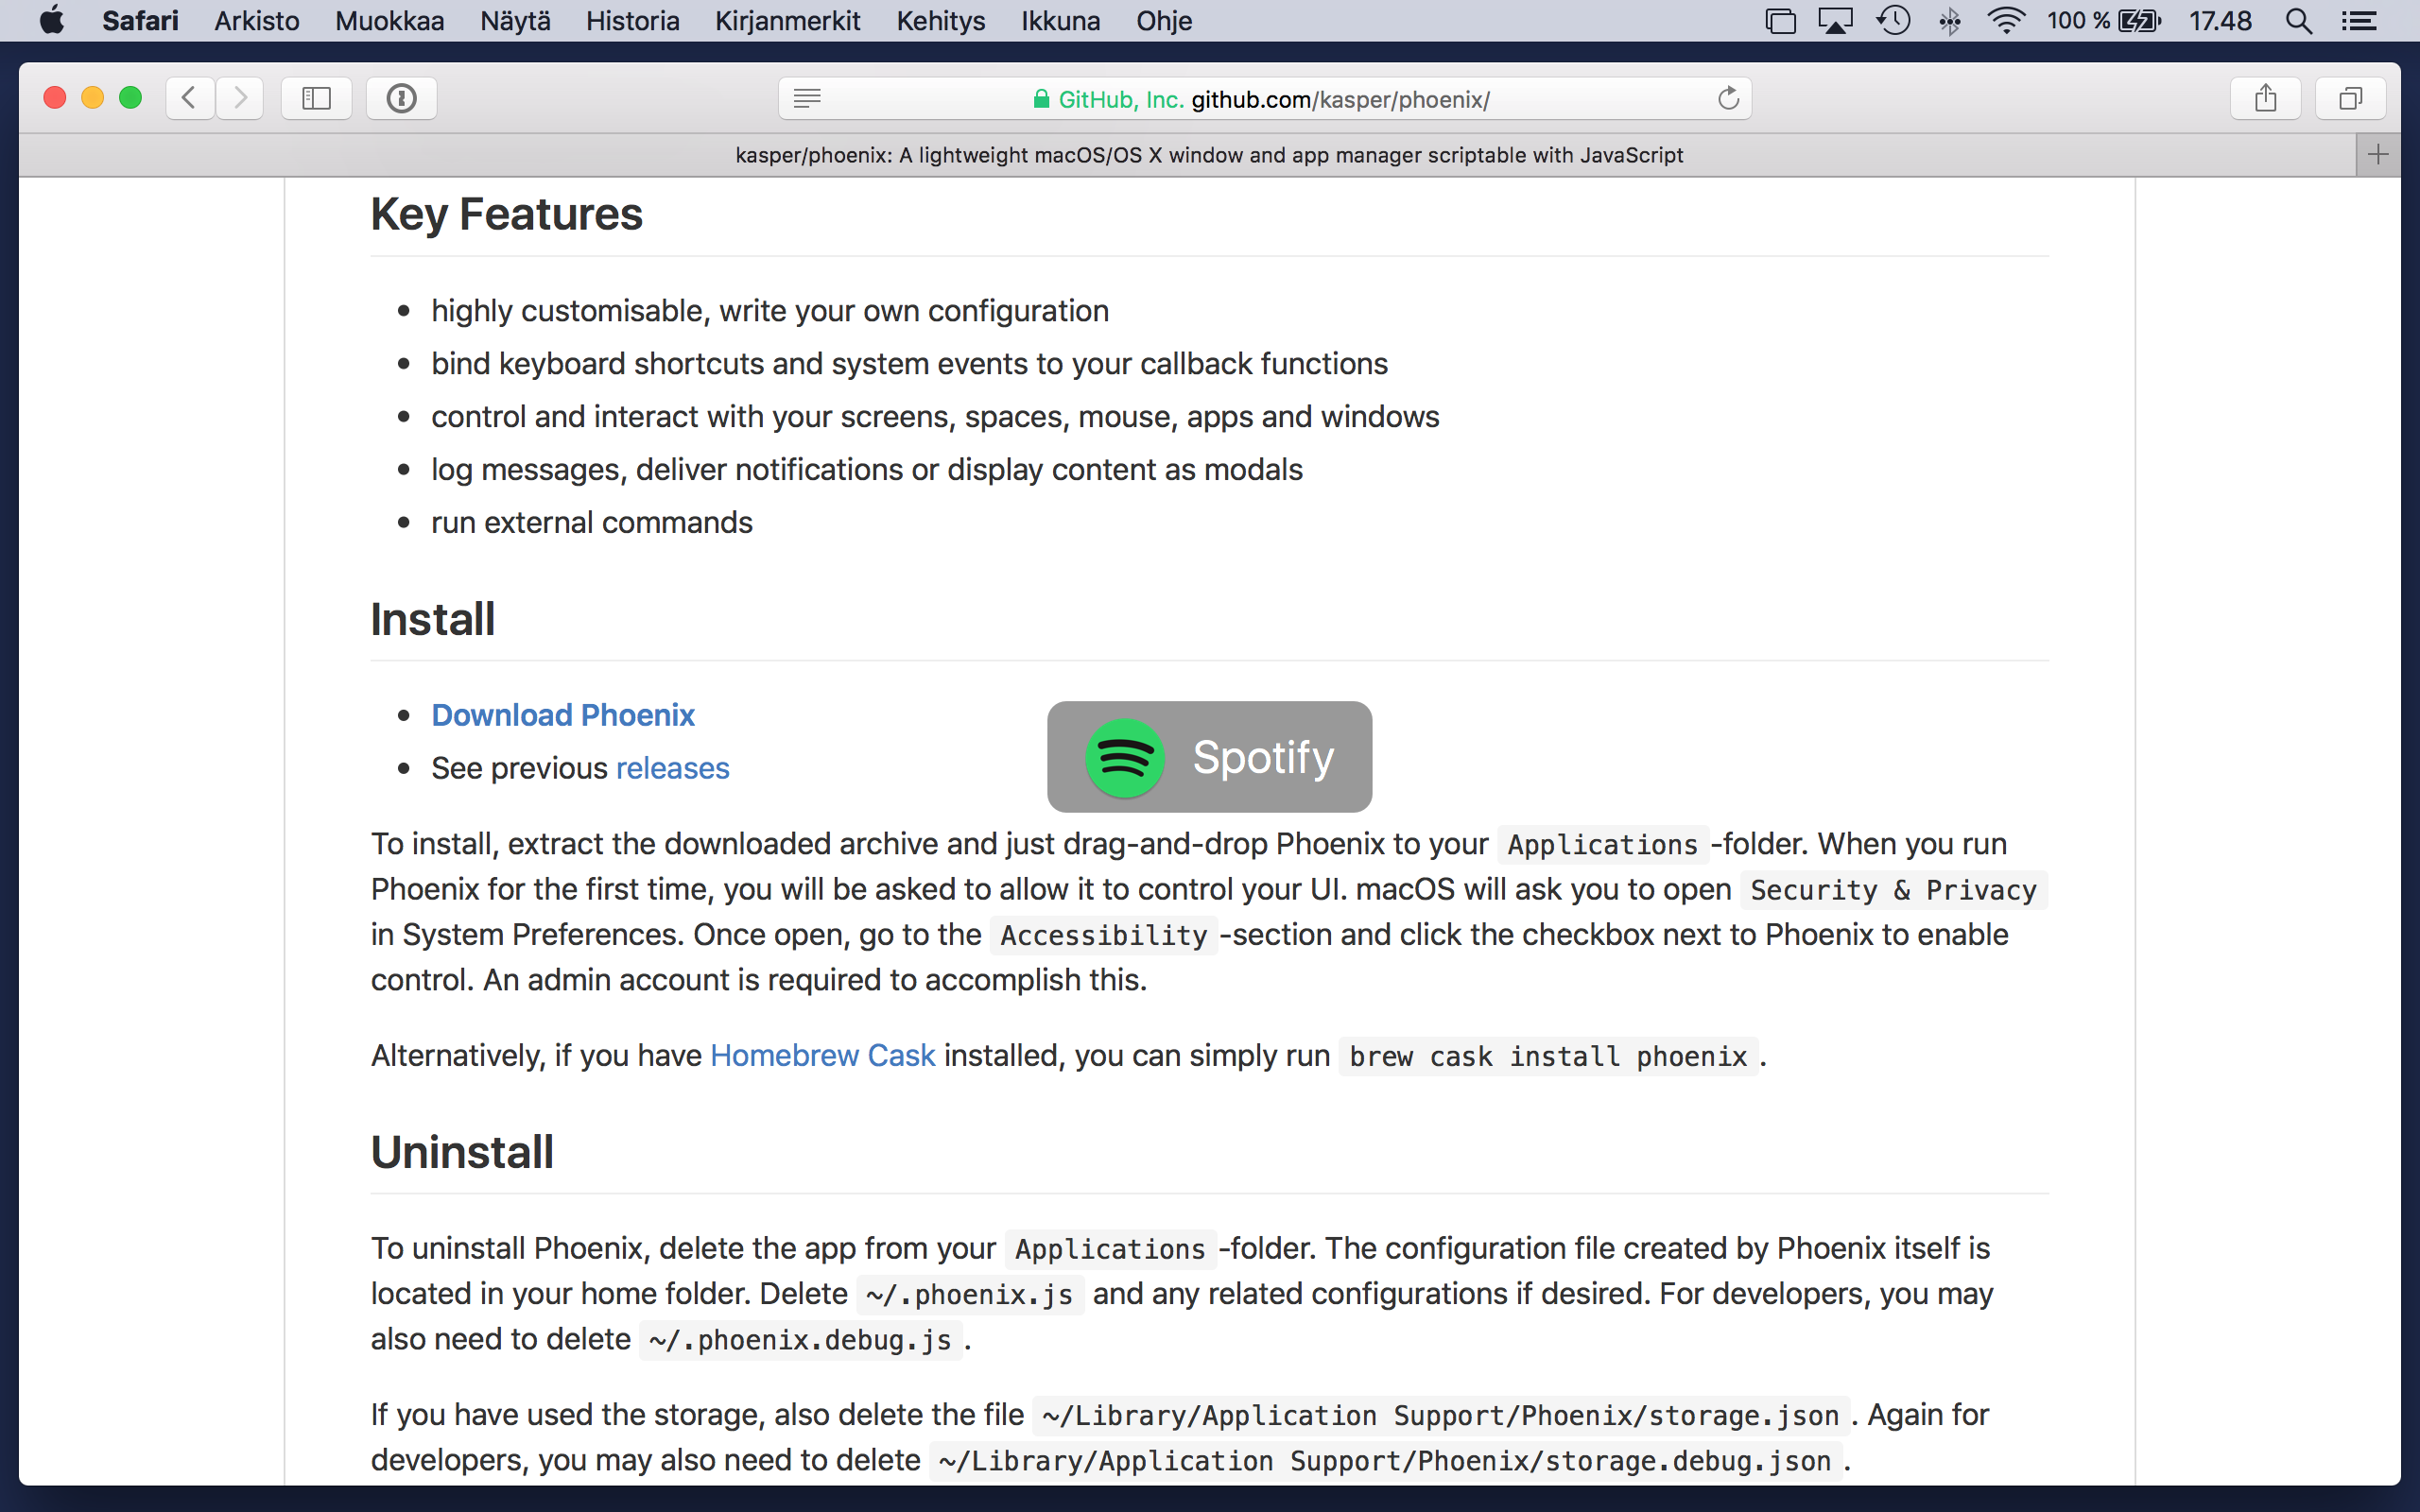 Safari Arkisto Muokkaa Näytä Historia Kirjanmerkit Kehitys Ikkuna Ohje 100 % 17.48
GitHub, Inc. github.com/kasper/phoenix/
kasper/phoenix: A lightweight macOS/OS X window and app manager scriptable with JavaScript
Key Features
highly customisable, write your own configuration
bind keyboard shortcuts and system events to your callback functions
control and interact with your screens, spaces, mouse, apps and windows
log messages, deliver notifications or display content as modals
run external commands
Install
Download Phoenix
See previous releases
Spotify
To install, extract the downloaded archive and just drag-and-drop Phoenix to your Applications -folder. When you run
Phoenix for the first time, you will be asked to allow it to control your UI. macOS will ask you to open Security & Privacy
in System Preferences. Once open, go to the Accessibility -section and click the checkbox next to Phoenix to enable
control. An admin account is required to accomplish this.
Alternatively, if you have Homebrew Cask installed, you can simply run brew cask install phoenix .
Uninstall
To uninstall Phoenix, delete the app from your Applications -folder. The configuration file created by Phoenix itself is
located in your home folder. Delete ~/.phoenix.js and any related configurations if desired. For developers, you may
also need to delete ~/.phoenix.debug.js .
If you have used the storage, also delete the file ~/Library/Application Support/Phoenix/storage.json . Again for
developers, you may also need to delete ~/Library/Application Support/Phoenix/storage.debug.json .